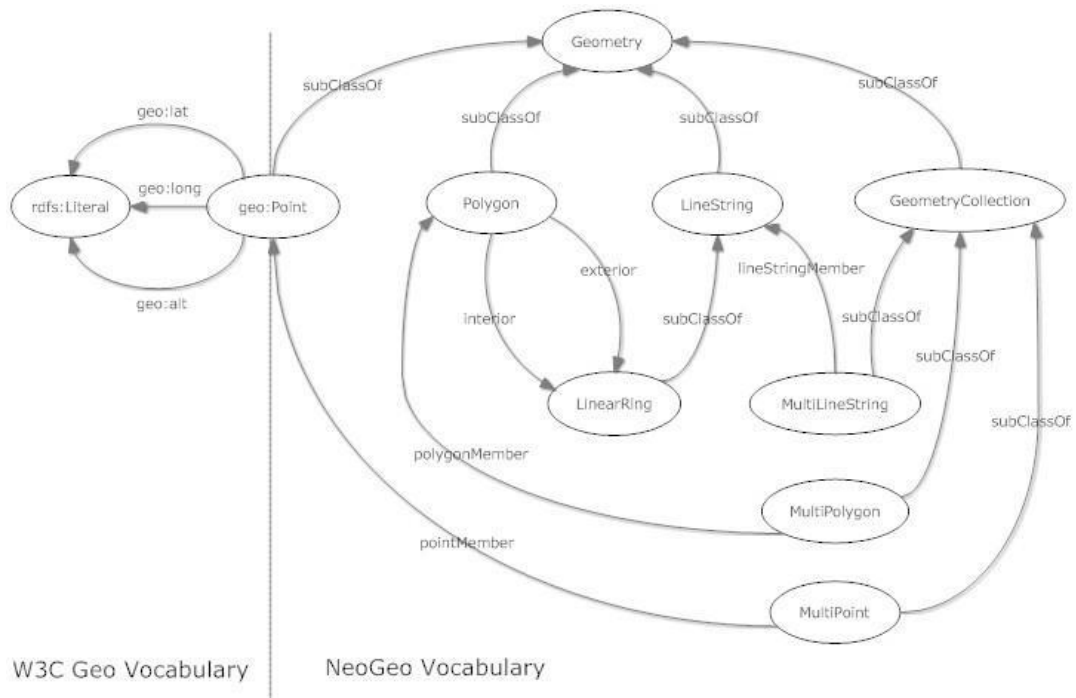 Geometry
subClassOf
subClassOf
subClassOf
subClassOf
geo:lat
geo:long
geo:alt
rdfs:Literal
geo:Point
Polygon
LineString
GeometryCollection
exterior
lineStringMember
interior
subClassOf
subClassOf
subClassOf
subClassOf
LinearRing
MultiLineString
polygonMember
MultiPolygon
pointMember
MultiPoint
W3C Geo Vocabulary
NeoGeo Vocabulary